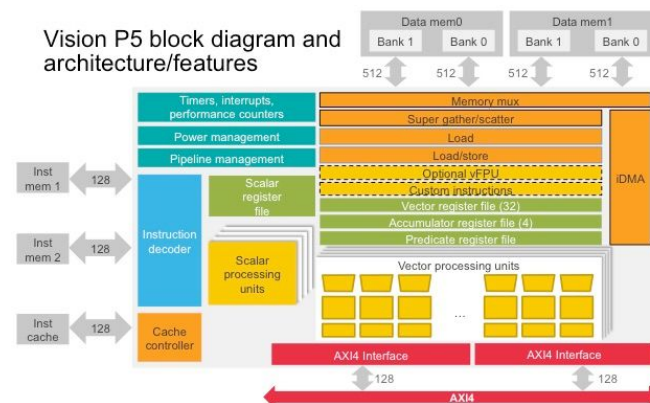 Vision P5 block diagram and
architecture/features
Data mem0
Data mem1
Bank 1
Bank 0
Bank 1
Bank 0
512
512
512
512
Timers, interrupts,
performance counters
Memory mux
Super gather/scatter
Power management
Load
Pipeline management
Load/store
Inst
mem 1
128
Optional vFPU
Custom instructions
iDMA
Instruction
decoder
Scalar
register
file
Vector register file (32)
Accumulator register file (4)
Predicate register file
Inst
mem 2
128
Scalar
processing
units
Vector processing units
...
Inst
cache
128
Cache
controller
AXI4 Interface
AXI4 Interface
128
128
AXI4